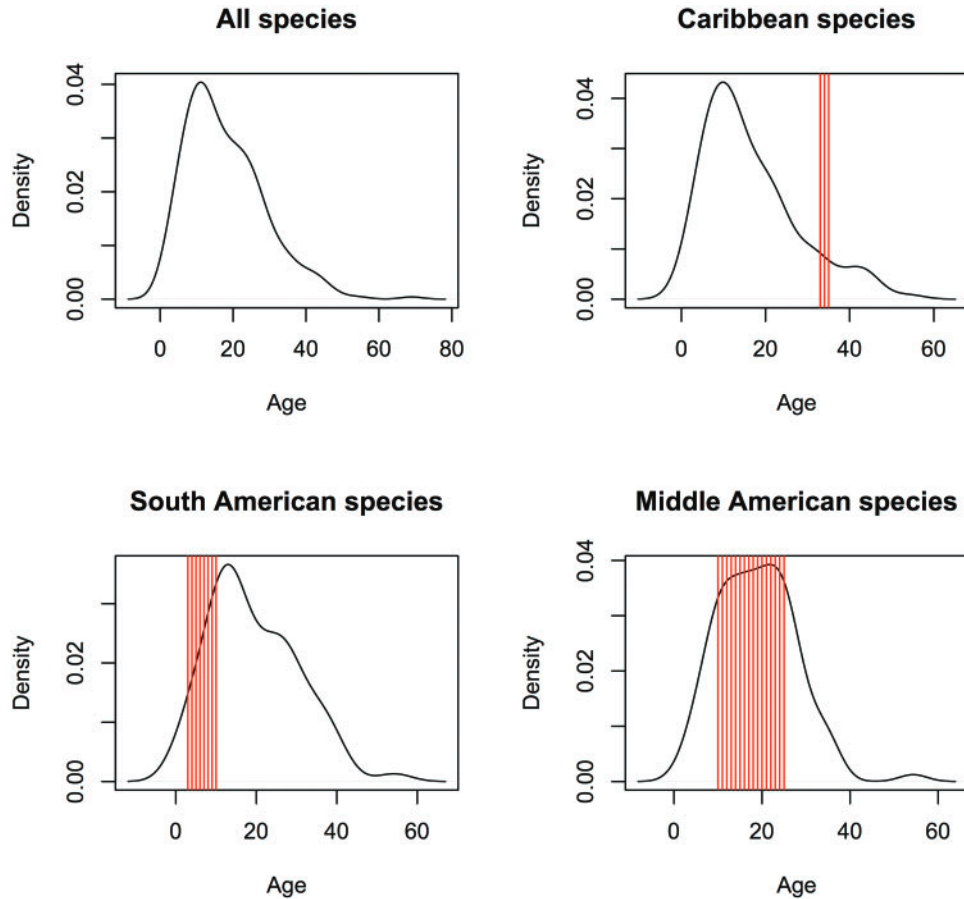 All species
Density
0.00 0.02 0.04
0 20 40 60 80
Age
Caribbean species
Density
0.00 0.02 0.04
0 20 40 60
Age
South American species
Density
0.00 0.02
0 20 40 60
Age
Middle American species
Density
0.00 0.02 0.04
0 20 40 60
Age